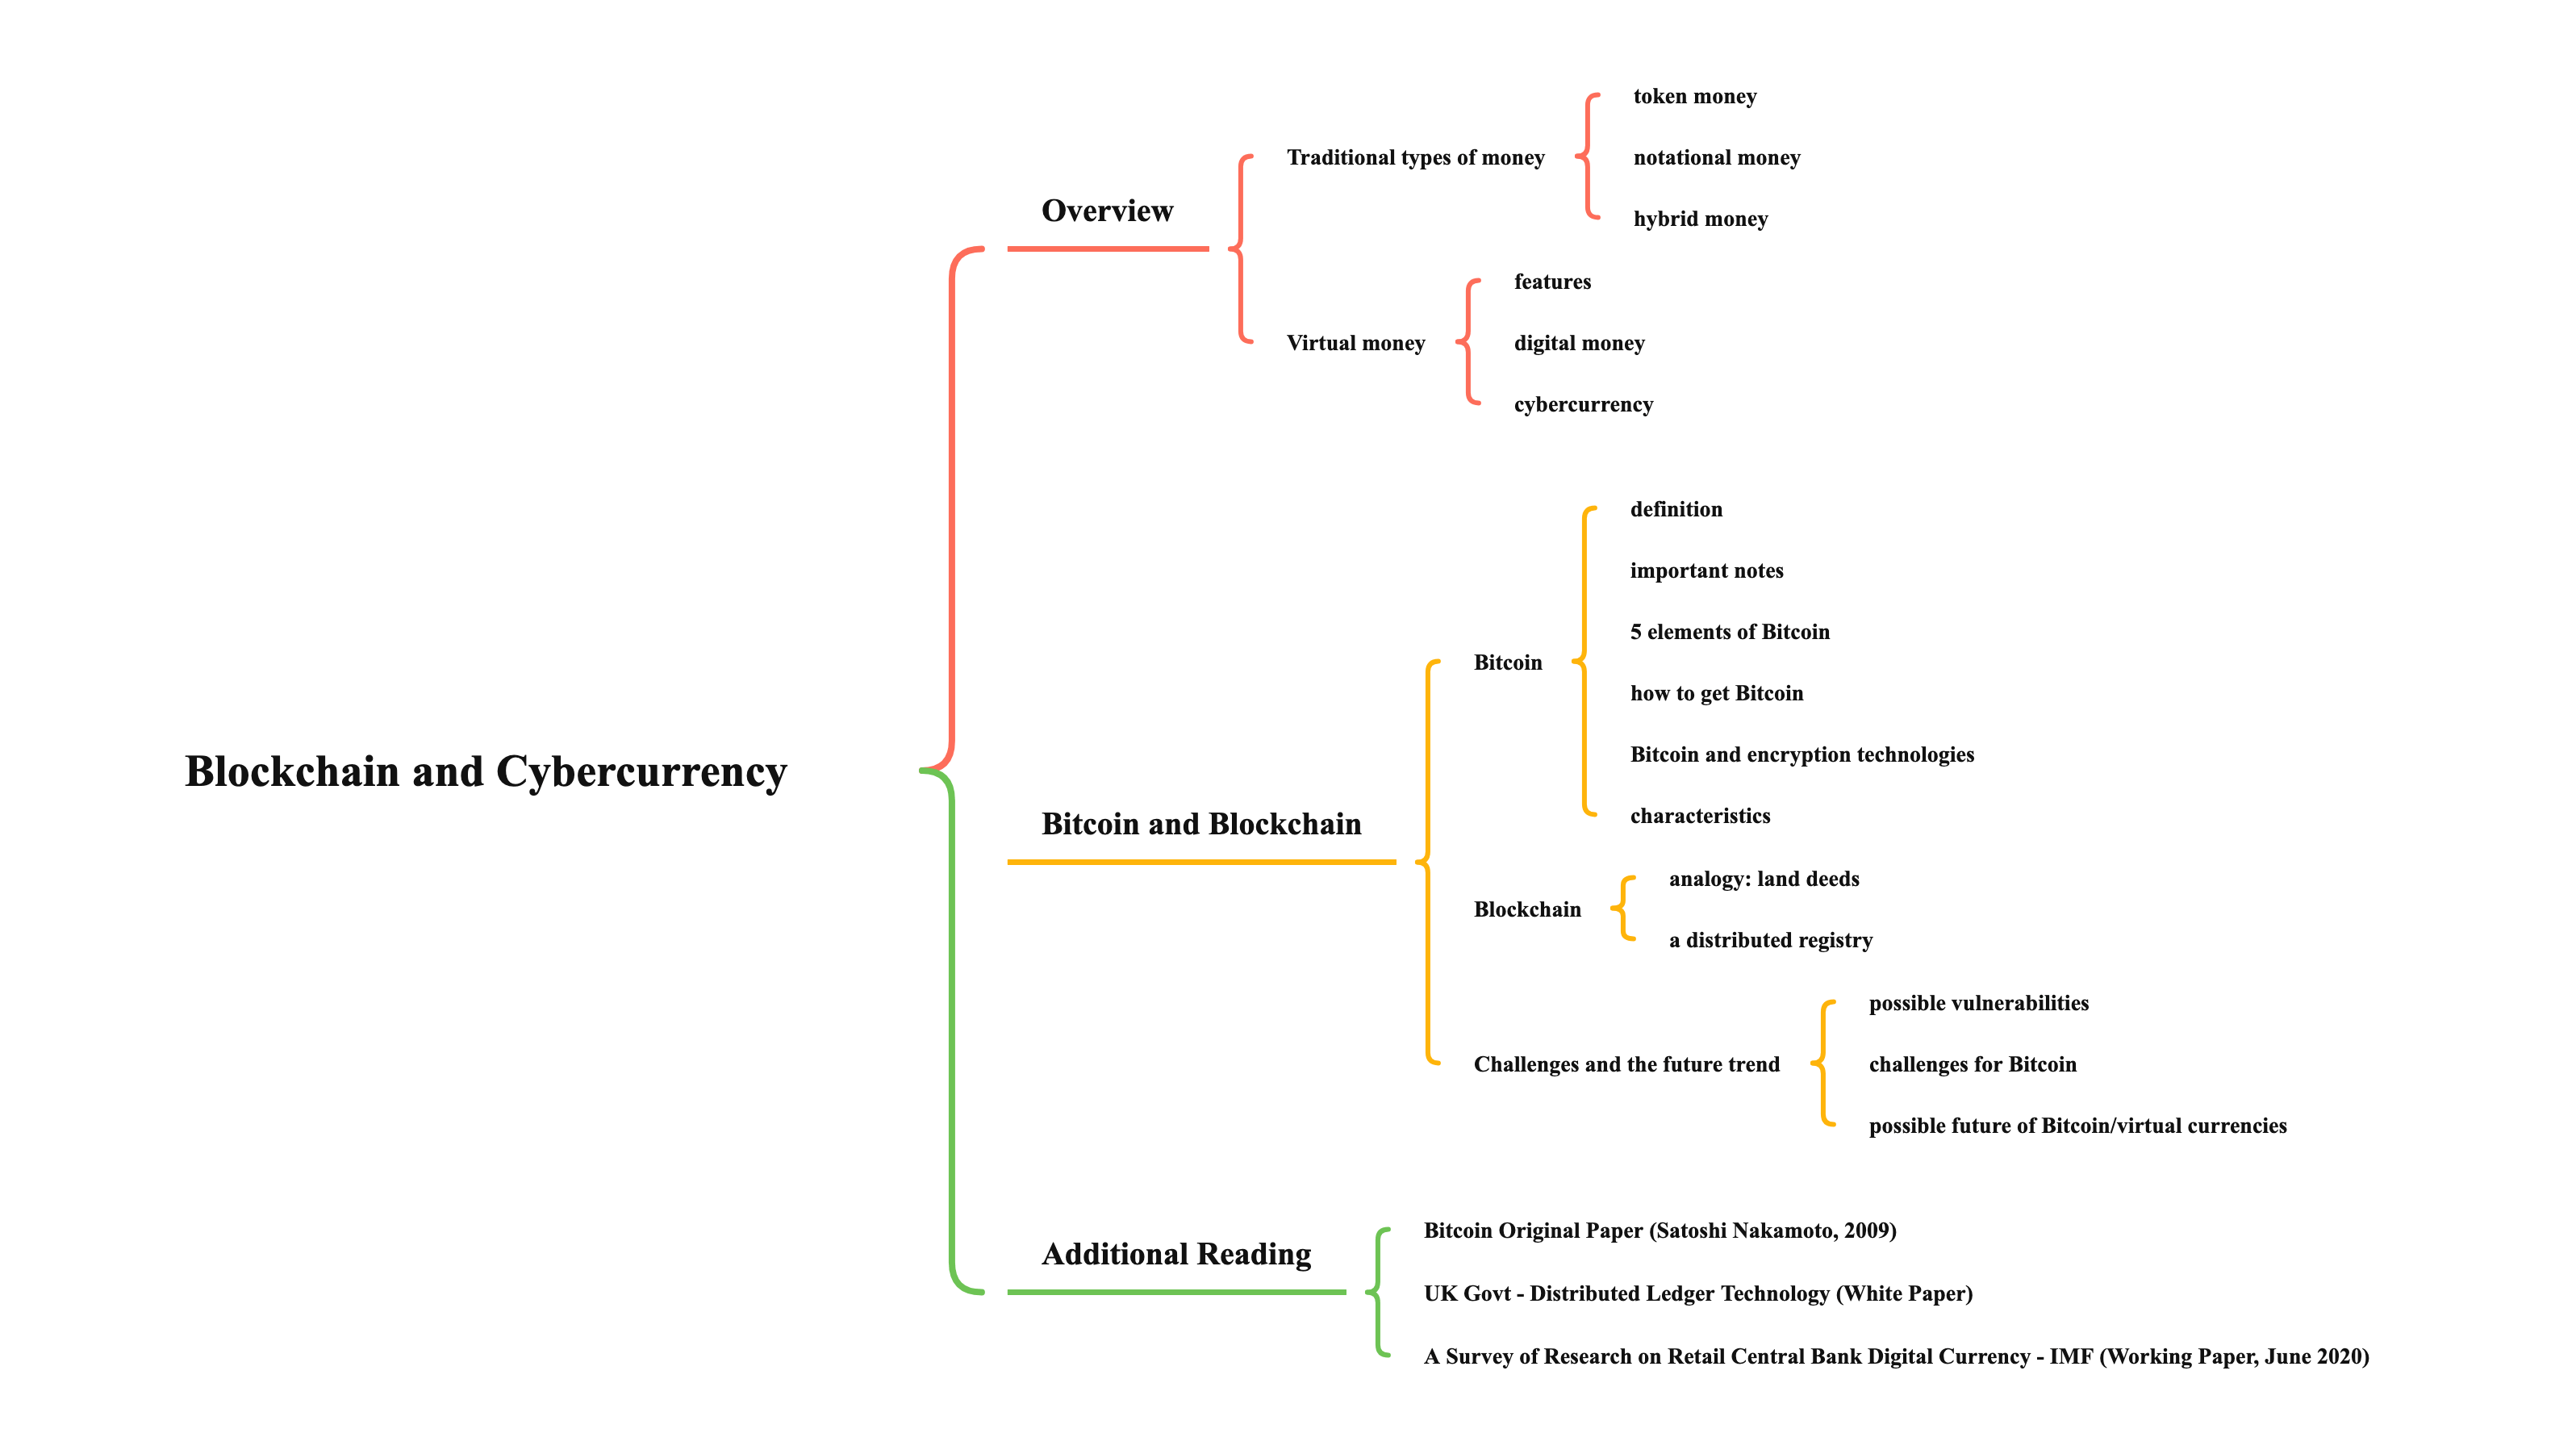 Blockchain and Cybercurrency
Overview
Traditional types of money
token money
notational money
hybrid money
Virtual money
features
digital money
cybercurrency
Bitcoin and Blockchain
Bitcoin
definition
important notes
5 elements of Bitcoin
how to get Bitcoin
Bitcoin and encryption technologies
characteristics
Blockchain
analogy: land deeds
a distributed registry
Challenges and the future trend
possible vulnerabilities
challenges for Bitcoin
possible future of Bitcoin/virtual currencies
Additional Reading
Bitcoin Original Paper (Satoshi Nakamoto, 2009)
UK Govt - Distributed Ledger Technology (White Paper)
A Survey of Research on Retail Central Bank Digital Currency - IMF (Working Paper, June 2020)